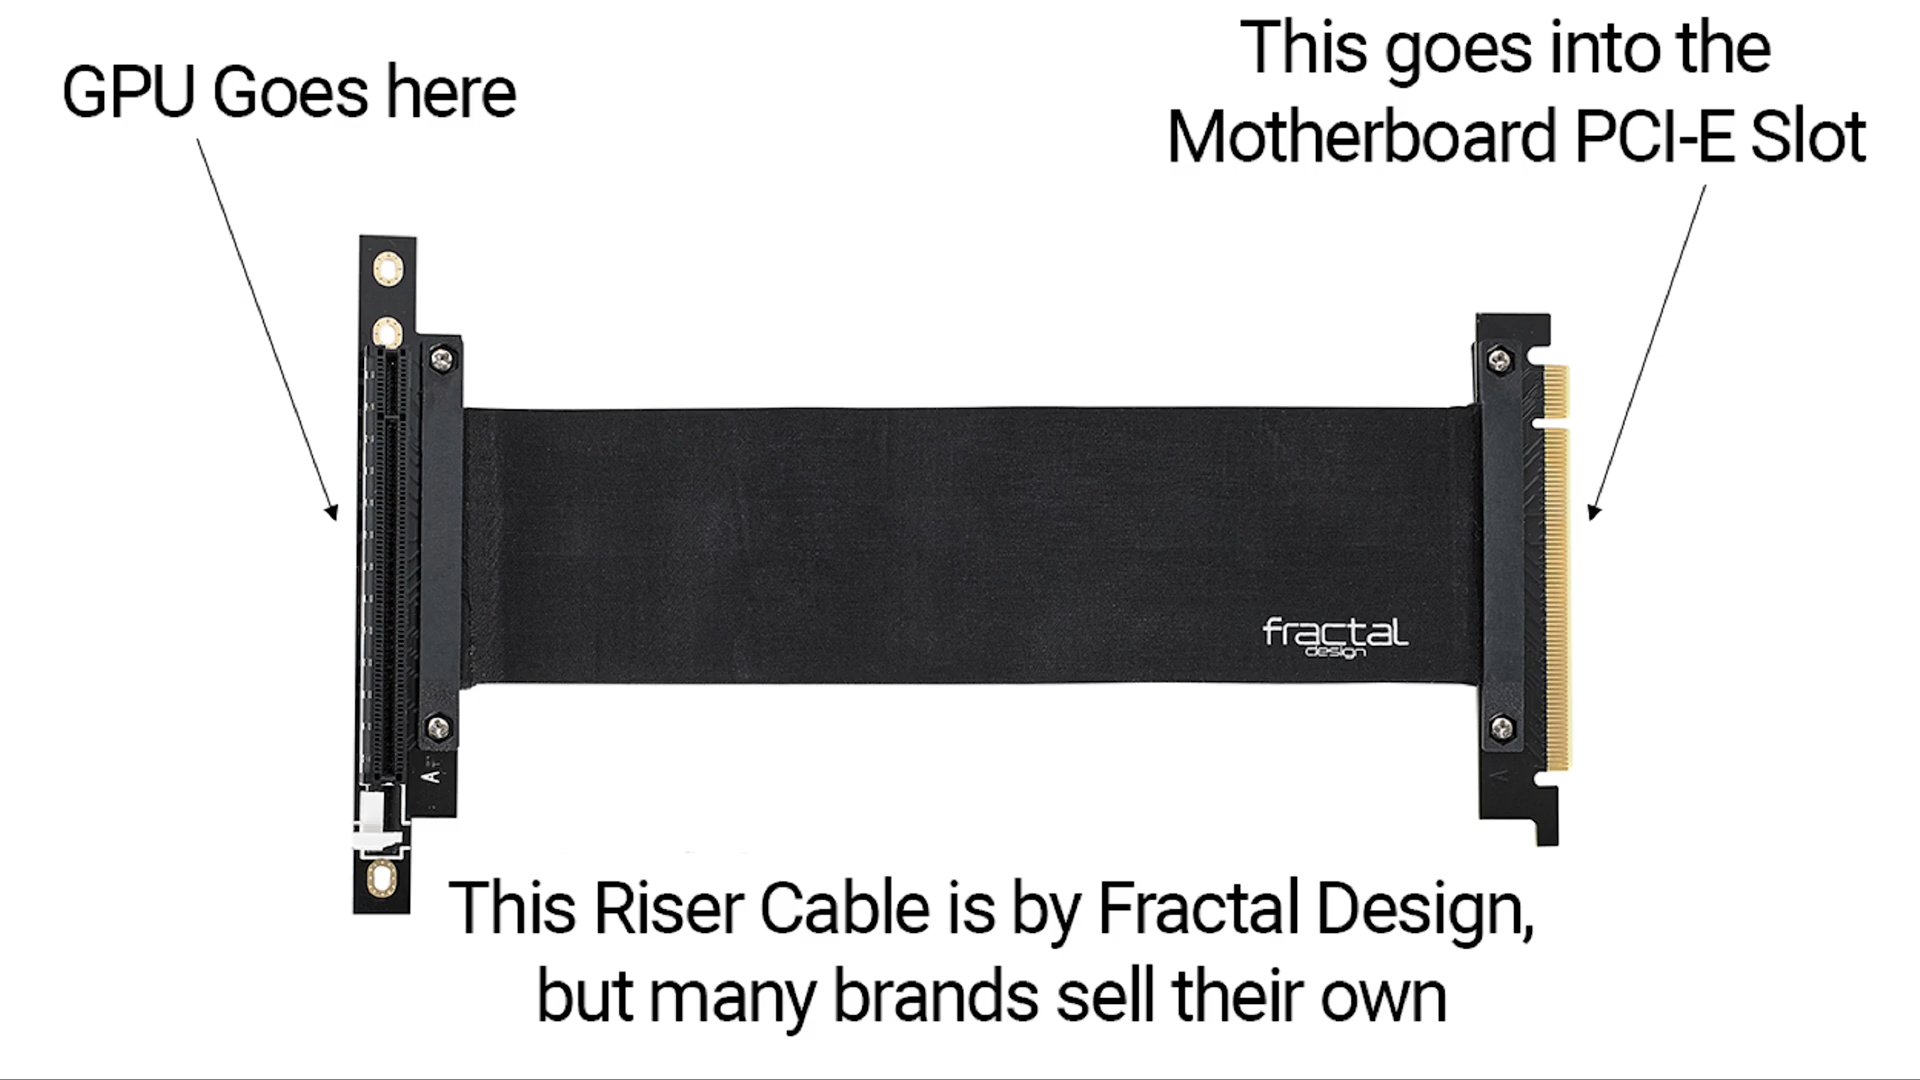 GPU Goes here
This goes into the
Motherboard PCI-E Slot
fractal
design
A
This Riser Cable is by Fractal Design,
but many brands sell their own